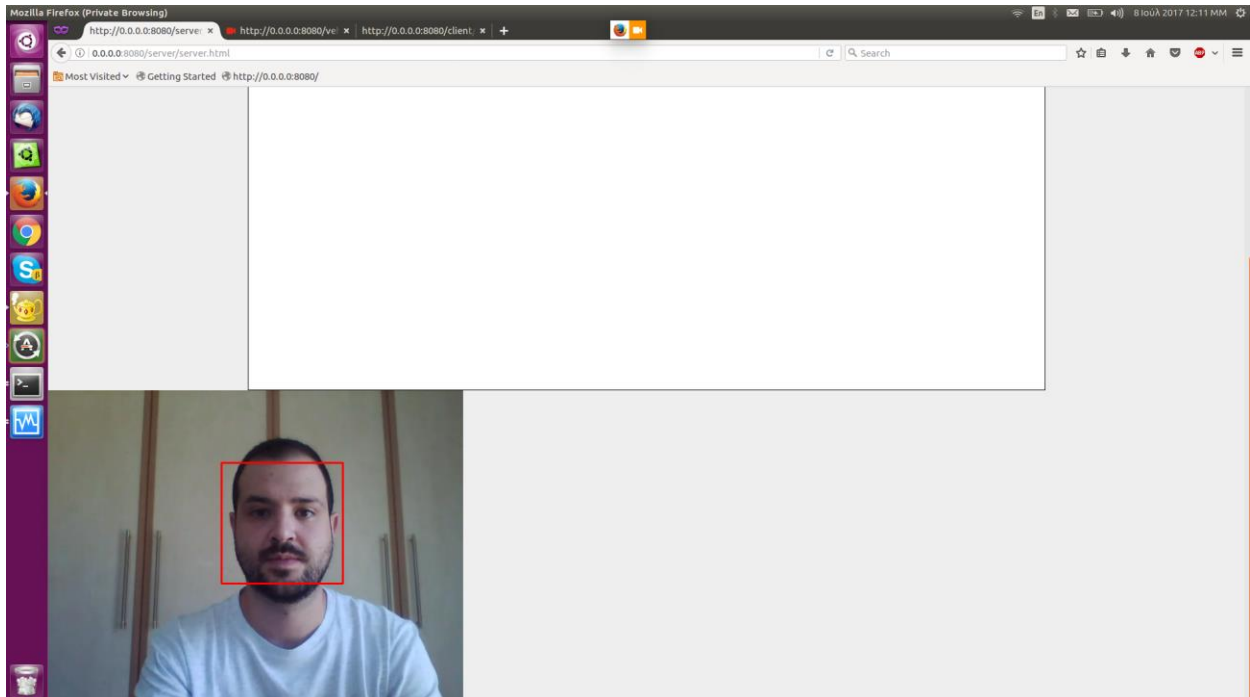 Mozilla Firefox (Private Browsing)
En
8 Ιούλ 2017 12:11 ΜΜ
http://0.0.0.0:8080/server
http://0.0.0.0:8080/vel
http://0.0.0.0:8080/client,
0.0.0.0:8080/server/server.html
Search
ABP
Most Visited
Getting Started
http://0.0.0.0:8080/